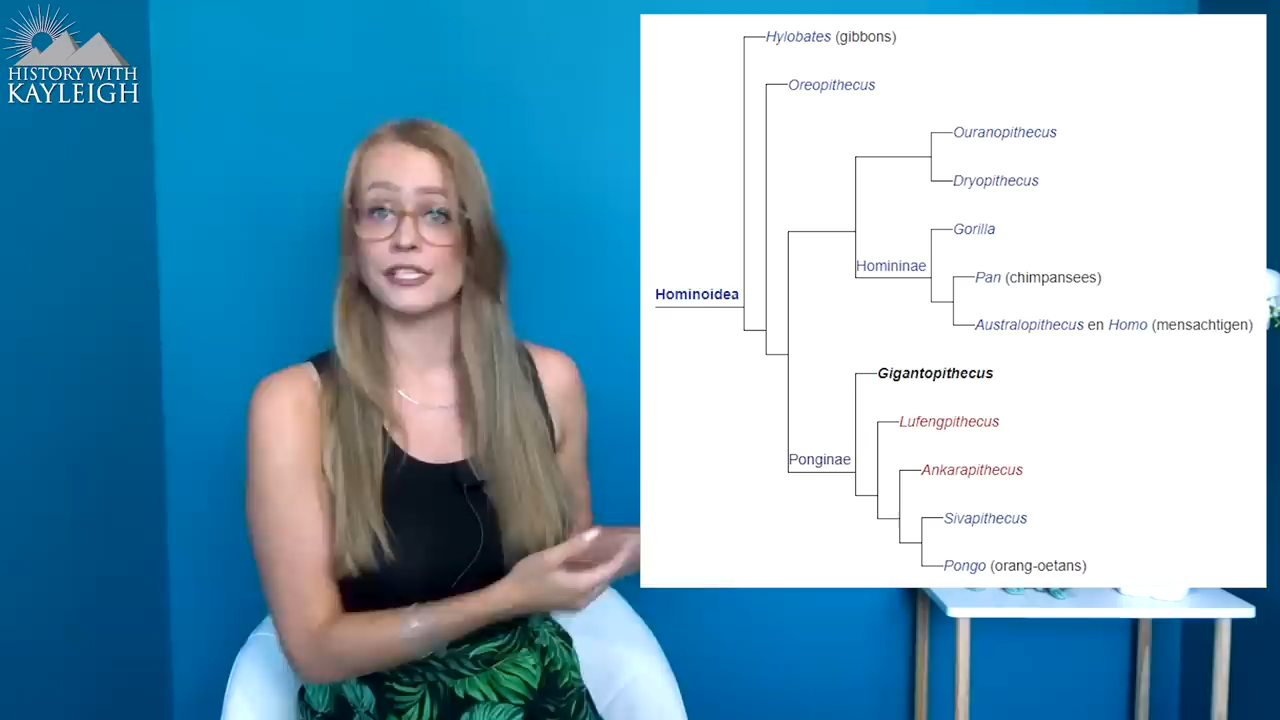 HISTORY WITH
KAYLEIGH
Hylobates (gibbons)
Oreopithecus
Ouranopithecus
Dryopithecus
Gorilla
Homininae
Pan (chimpansees)
Hominoidea
Australopithecus en Homo (mensachtigen)
Gigantopithecus
Lufengpithecus
Ponginae
Ankarapithecus
Sivapithecus
Pongo (orang-oetans)